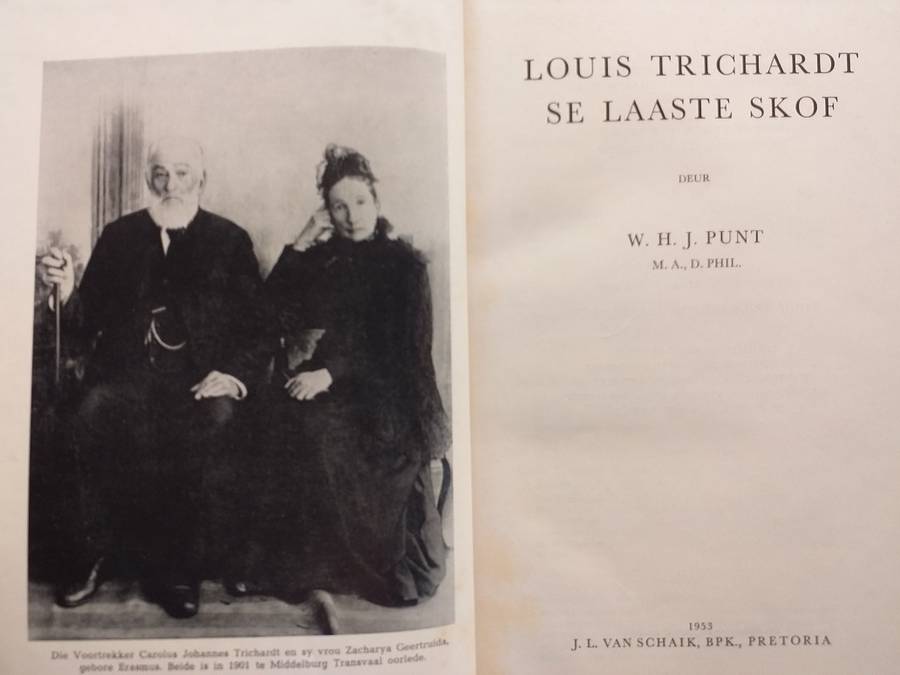 Die Voortrekker Carolus Johannes Trichardt en sy vrou Zacharya Geertruida,
gebore Erasmus. Beide is in 1901 te Middelburg Transvaal oorlede.
LOUIS TRICHARDT
SE LAASTE SKOF
DEUR
W. H. J. PUNT
M. A., D. PHIL.
1953
J. L. VAN SCHAIK, BPK., PRETORIA